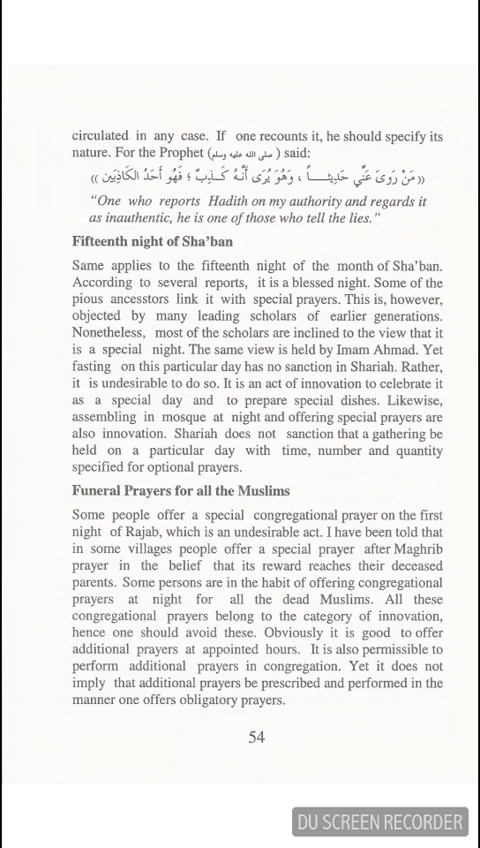 circulated in any case. If one recounts it, he should specify its
nature. For the Prophet (صلى الله عليه وسلم) said:
((مَنْ رَوىَ عَنِّي حَدِيثــاً ، وَهُوَ يُرَى أَنَّهُ كَـذِبٌ ؛ فَهُو أَحَدُ الكَاذِبَين))
“One who reports Hadith on my authority and regards it
as inauthentic, he is one of those who tell the lies.”
Fifteenth night of Sha’ban
Same applies to the fifteenth night of the month of Sha’ban.
According to several reports, it is a blessed night. Some of the
pious ancesstors link it with special prayers. This is, however,
objected by many leading scholars of earlier generations.
Nonetheless, most of the scholars are inclined to the view that it
is a special night. The same view is held by Imam Ahmad. Yet
fasting on this particular day has no sanction in Shariah. Rather,
it is undesirable to do so. It is an act of innovation to celebrate it
as a special day and to prepare special dishes. Likewise,
assembling in mosque at night and offering special prayers are
also innovation. Shariah does not sanction that a gathering be
held on a particular day with time, number and quantity
specified for optional prayers.
Funeral Prayers for all the Muslims
Some people offer a special congregational prayer on the first
night of Rajab, which is an undesirable act. I have been told that
in some villages people offer a special prayer after Maghrib
prayer in the belief that its reward reaches their deceased
parents. Some persons are in the habit of offering congregational
prayers at night for all the dead Muslims. All these
congregational prayers belong to the category of innovation,
hence one should avoid these. Obviously it is good to offer
additional prayers at appointed hours. It is also permissible to
perform additional prayers in congregation. Yet it does not
imply that additional prayers be prescribed and performed in the
manner one offers obligatory prayers.
54
DU SCREEN RECORDER